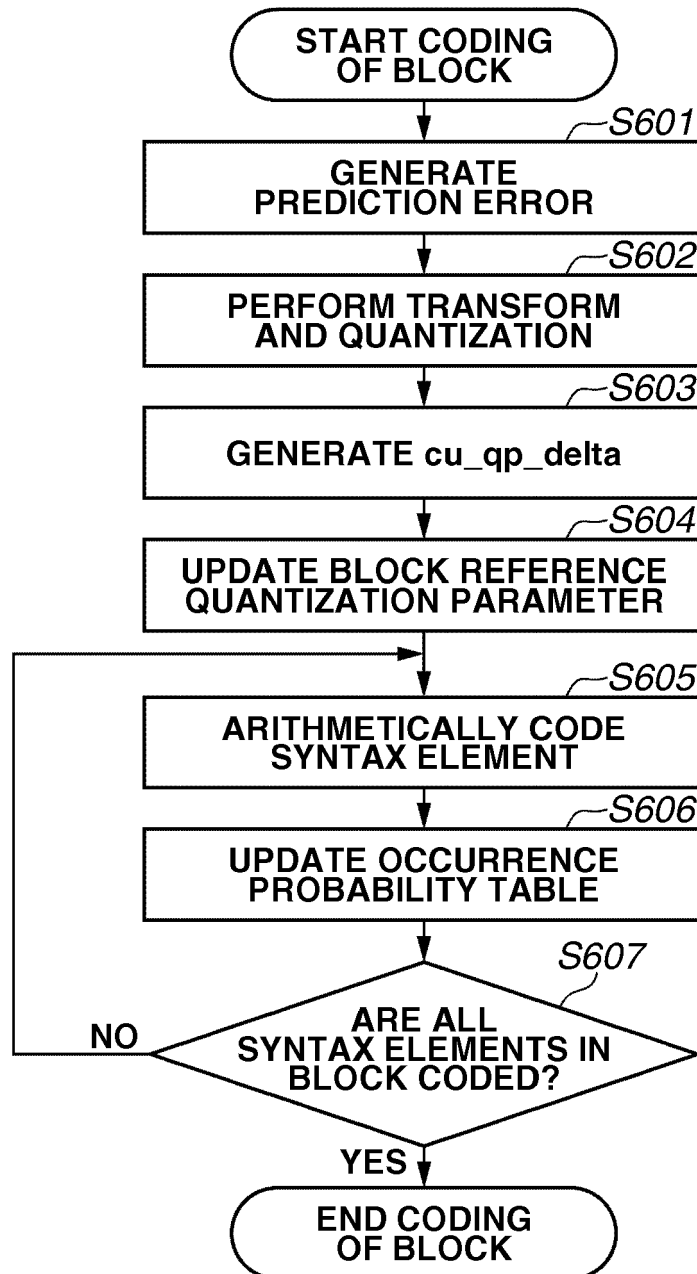 START CODING
OF BLOCK
S601
GENERATE
PREDICTION ERROR
S602
PERFORM TRANSFORM
AND QUANTIZATION
S603
GENERATE cu_qp_delta
S604
UPDATE BLOCK REFERENCE
QUANTIZATION PARAMETER
S605
ARITHMETICALLY CODE
SYNTAX ELEMENT
S606
UPDATE OCCURRENCE
PROBABILITY TABLE
S607
ARE ALL
SYNTAX ELEMENTS IN
BLOCK CODED?
NO
YES
END CODING
OF BLOCK